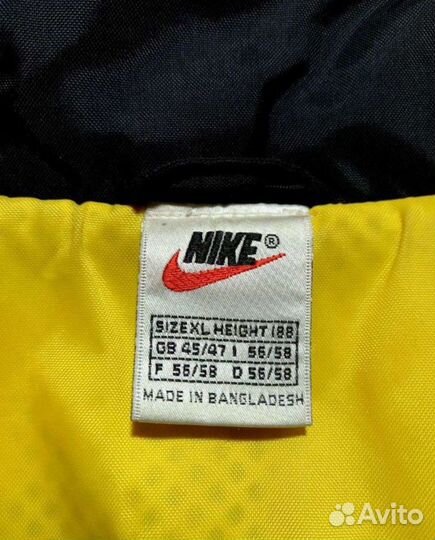 NIKE®
SIZE XL HEIGHT 188
GB 45/47 I 56/58
F 56/58 D 56/58
MADE IN BANGLADESH
Avito